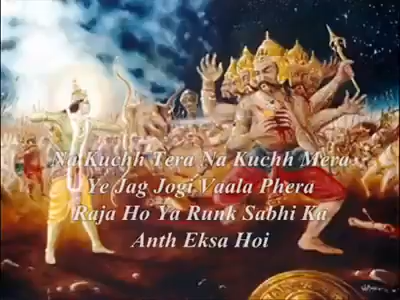 Na Kuchh Tera Na Kuchh Mera
Ye Jag Jogi Vaala Phera
Raja Ho Ya Runk Sabhi Ka
Anth Eksa Hoi